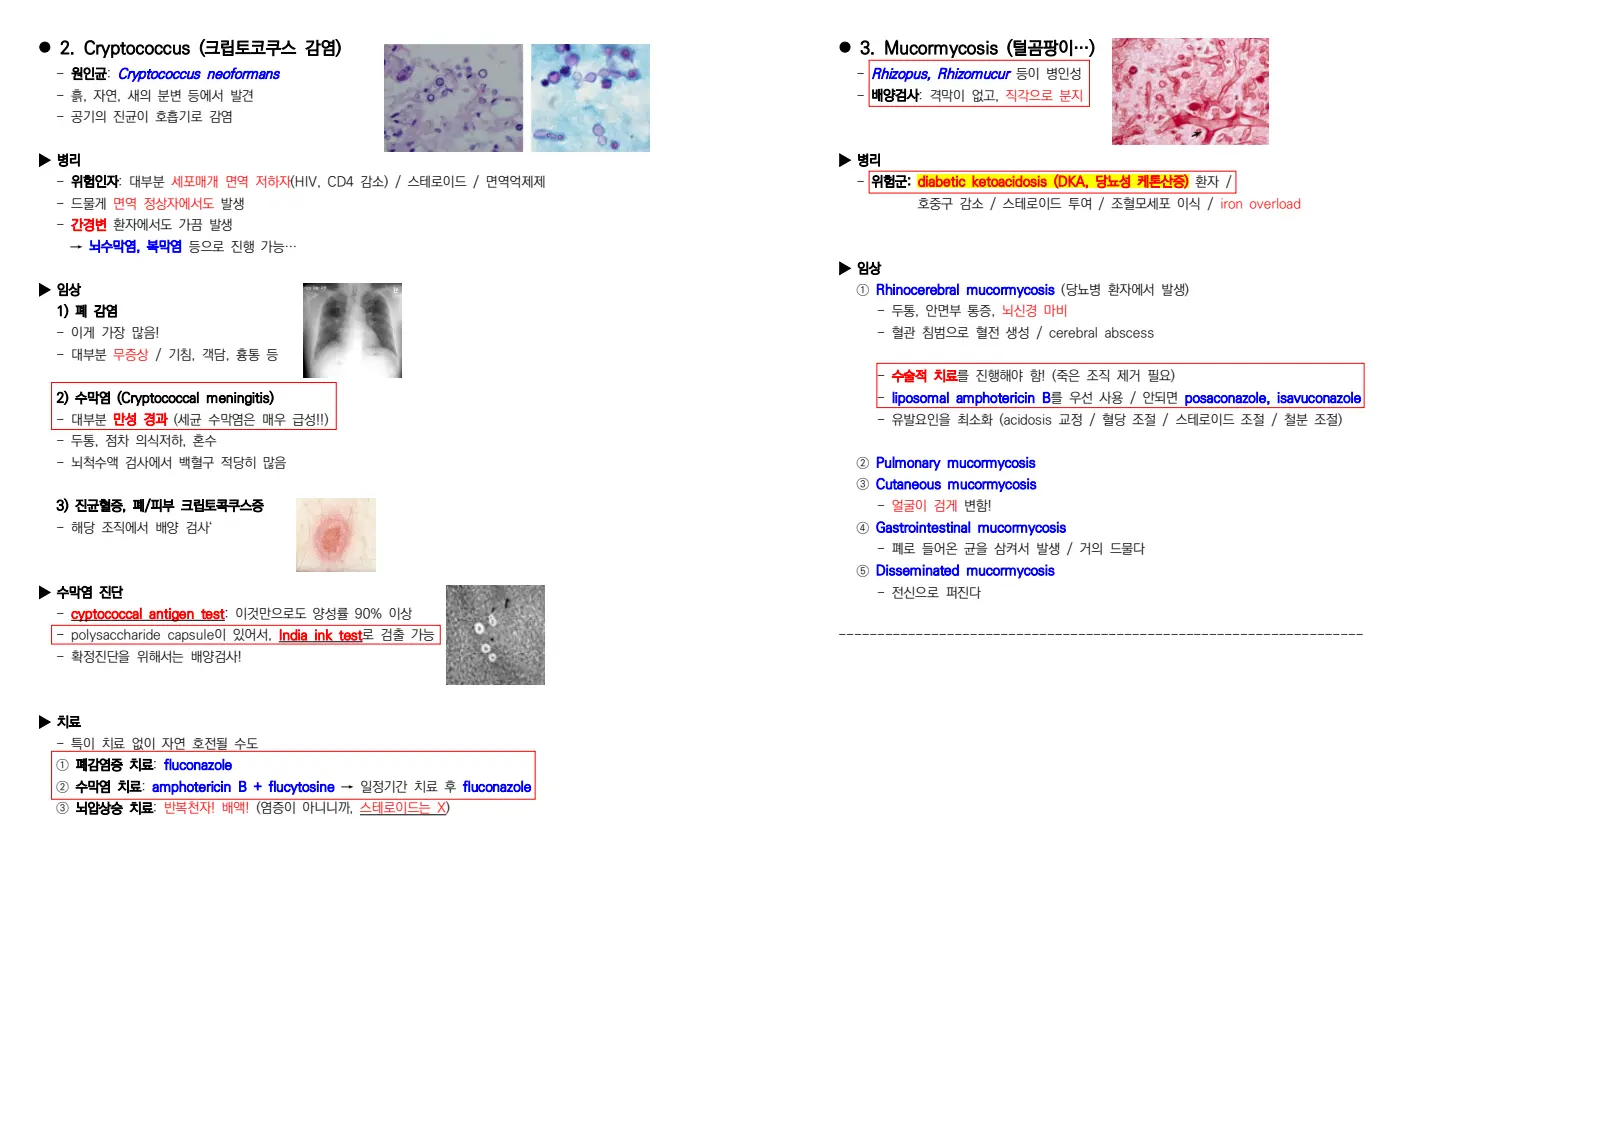 ● 2. Cryptococcus (크립토코쿠스 감염)
- 원인균: Cryptococcus neoformans
- 흙, 자연, 새의 분변 등에서 발견
- 공기의 진균이 호흡기로 감염
▶ 병리
- 위험인자: 대부분 세포매개 면역 저하자(HIV, CD4 감소) / 스테로이드 / 면역억제제
- 드물게 면역 정상자에서도 발생
- 간경변 환자에서도 가끔 발생
→ 뇌수막염, 복막염 등으로 진행 가능…
▶ 임상
1) 폐 감염
- 이게 가장 많음!
- 대부분 무증상 / 기침, 객담, 흉통 등
2) 수막염 (Cryptococcal meningitis)
- 대부분 만성 경과 (세균 수막염은 매우 급성!!)
- 두통, 점차 의식저하, 혼수
- 뇌척수액 검사에서 백혈구 적당히 많음
3) 진균혈증, 폐/피부 크립토콕쿠스증
- 해당 조직에서 배양 검사‘
▶ 수막염 진단
- cyptococcal antigen test: 이것만으로도 양성률 90% 이상
- polysaccharide capsule이 있어서, India ink test로 검출 가능
- 확정진단을 위해서는 배양검사!
▶ 치료
- 특이 치료 없이 자연 호전될 수도
① 폐감염증 치료: fluconazole
② 수막염 치료: amphotericin B + flucytosine → 일정기간 치료 후 fluconazole
③ 뇌압상승 치료: 반복천자! 배액! (염증이 아니니까, 스테로이드는 X)
● 3. Mucormycosis (털곰팡이…)
- Rhizopus, Rhizomucur 등이 병인성
- 배양검사: 격막이 없고, 직각으로 분지
▶ 병리
- 위험군: diabetic ketoacidosis (DKA, 당뇨성 케톤산증) 환자 /
호중구 감소 / 스테로이드 투여 / 조혈모세포 이식 / iron overload
▶ 임상
① Rhinocerebral mucormycosis (당뇨병 환자에서 발생)
- 두통, 안면부 통증, 뇌신경 마비
- 혈관 침범으로 혈전 생성 / cerebral abscess
- 수술적 치료를 진행해야 함! (죽은 조직 제거 필요)
- liposomal amphotericin B를 우선 사용 / 안되면 posaconazole, isavuconazole
- 유발요인을 최소화 (acidosis 교정 / 혈당 조절 / 스테로이드 조절 / 철분 조절)
② Pulmonary mucormycosis
③ Cutaneous mucormycosis
- 얼굴이 검게 변함!
④ Gastrointestinal mucormycosis
- 폐로 들어온 균을 삼켜서 발생 / 거의 드물다
⑤ Disseminated mucormycosis
- 전신으로 퍼진다